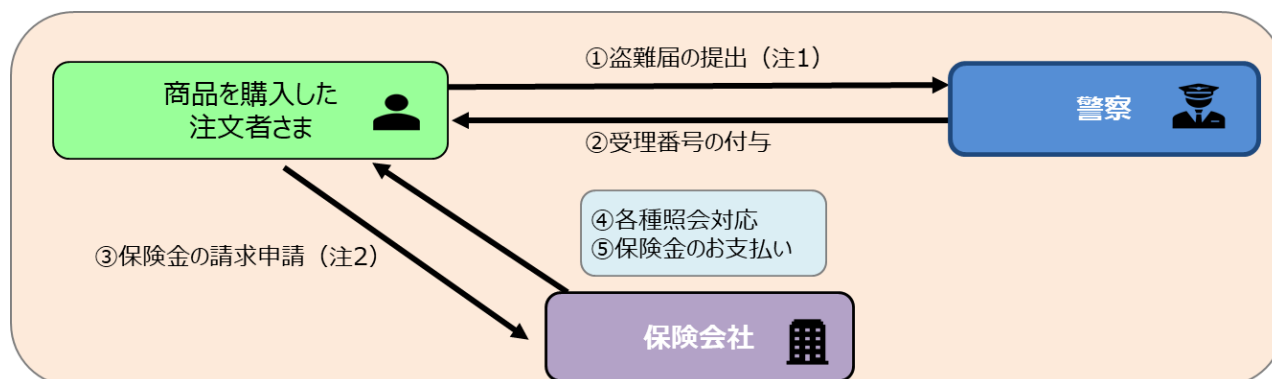 ①盗難届の提出（注1）
商品を購入した
注文者さま
警察
②受理番号の付与
④各種照会対応
⑤保険金のお支払い
③保険金の請求申請（注2）
保険会社